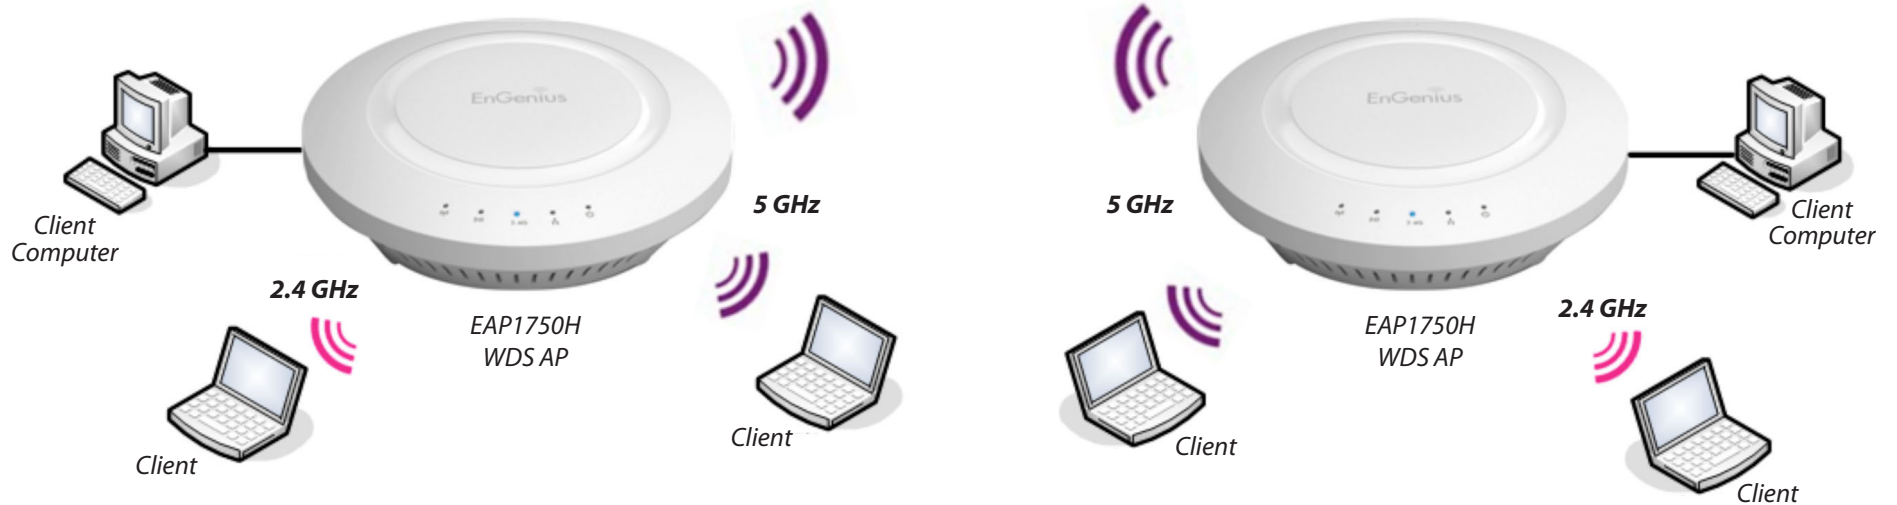 EnGenius
EnGenius
Client
Computer
5 GHz
5 GHz
Client
Computer
2.4 GHz
2.4 GHz
EAP1750H
WDS AP
EAP1750H
WDS AP
Client
Client
Client
Client